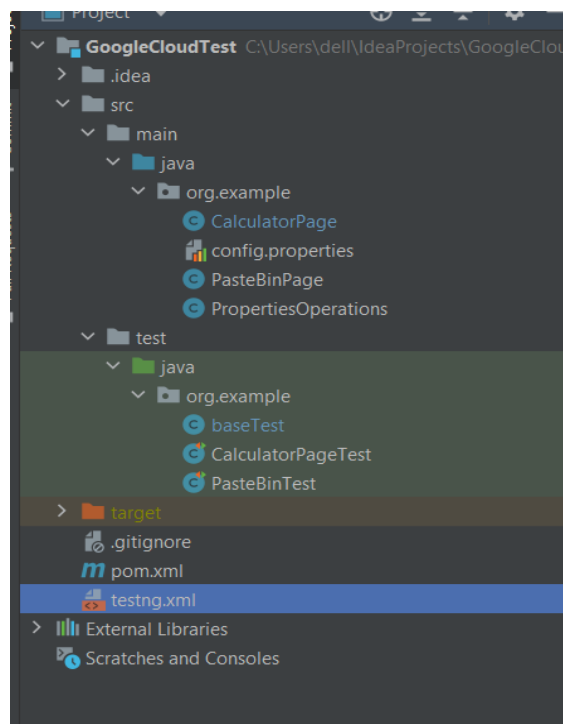 Project
GoogleCloudTest C:\Users\dell\IdeaProjects\GoogleClou
.idea
src
main
java
org.example
CalculatorPage
config.properties
PasteBinPage
PropertiesOperations
test
java
org.example
baseTest
CalculatorPageTest
PasteBinTest
target
.gitignore
pom.xml
testng.xml
External Libraries
Scratches and Consoles